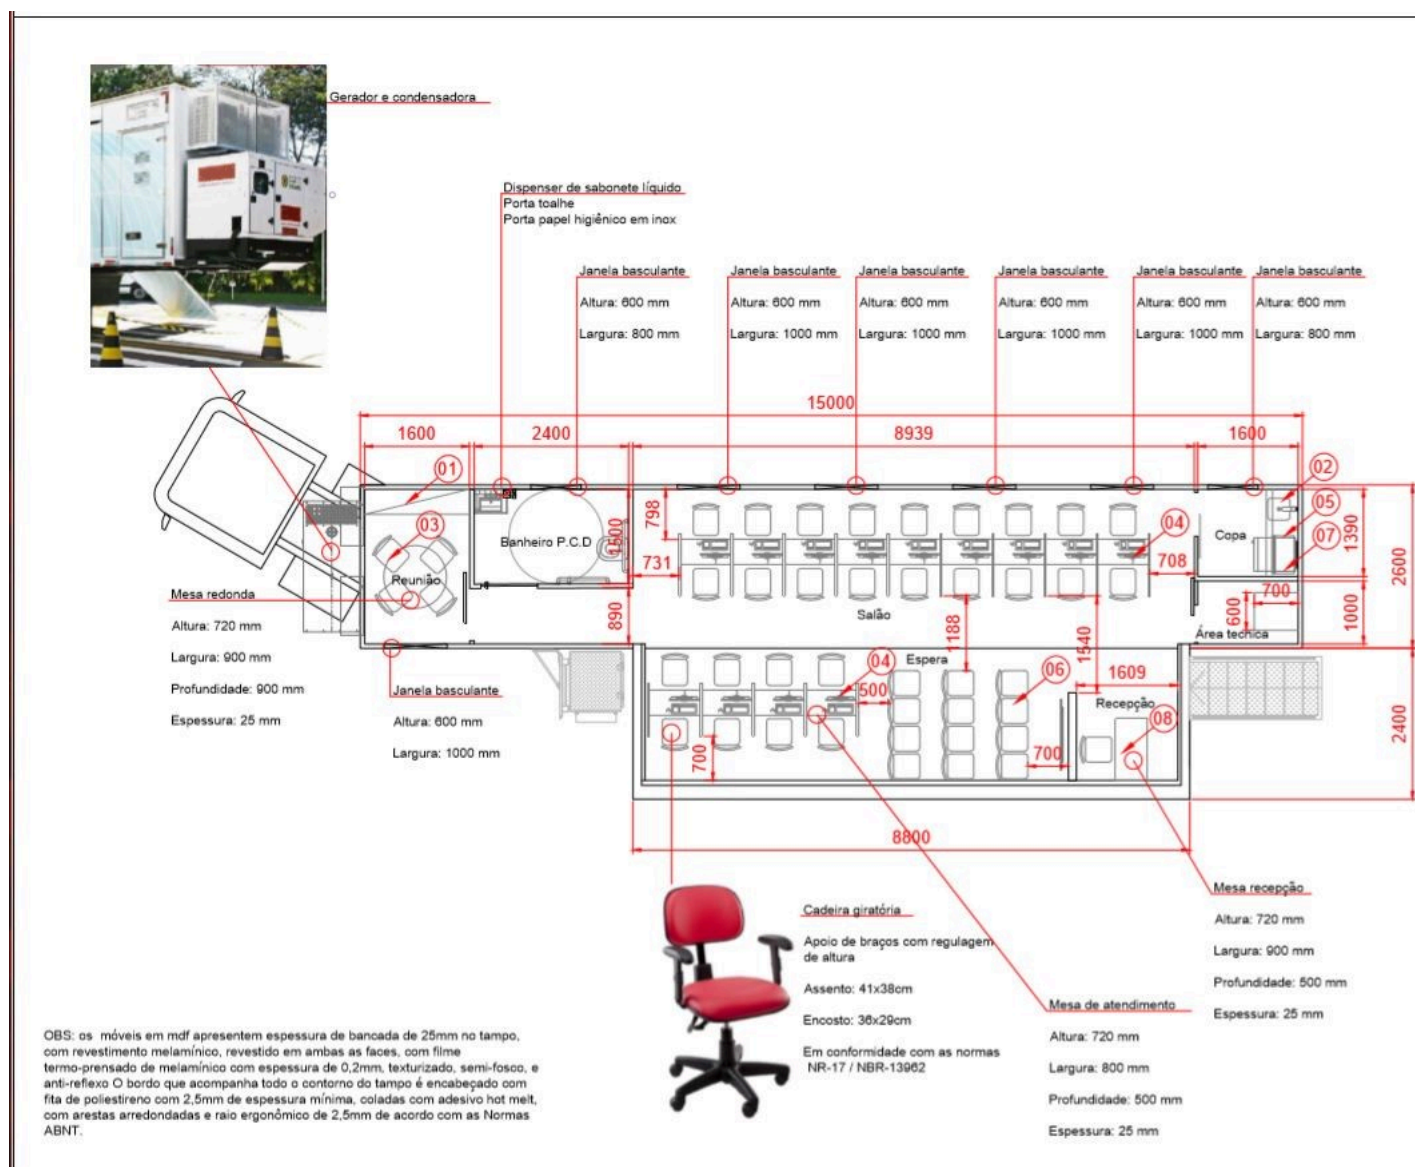 Gerador e condensadora
Dispenser de sabonete líquido
Porta toalhe
Porta papel higiênico em inox
Janela basculante
Altura: 600 mm
Largura: 800 mm
Janela basculante
Altura: 600 mm
Largura: 1000 mm
Janela basculante
Altura: 600 mm
Largura: 1000 mm
Janela basculante
Altura: 600 mm
Largura: 1000 mm
Janela basculante
Altura: 600 mm
Largura: 1000 mm
Janela basculante
Altura: 600 mm
Largura: 800 mm
15000
1600
2400
8939
1600
01
02
03
04
05
07
798
1500
Banheiro P.C.D
731
708
Copa
1390
2600
Reunião
890
Salão
1188
1540
600
700
1000
Área tecnica
Mesa redonda
Altura: 720 mm
Largura: 900 mm
Profundidade: 900 mm
Espessura: 25 mm
Janela basculante
Altura: 600 mm
Largura: 1000 mm
Espera
04
500
06
1609
Recepção
08
700
700
2400
8800
Cadeira giratória
Apoio de braços com regulagem
de altura
Assento: 41x38cm
Encosto: 36x29cm
Em conformidade com as normas
NR-17 / NBR-13962
Mesa de atendimento
Altura: 720 mm
Largura: 800 mm
Profundidade: 500 mm
Espessura: 25 mm
Mesa recepção
Altura: 720 mm
Largura: 900 mm
Profundidade: 500 mm
Espessura: 25 mm
OBS: os móveis em mdf apresentem espessura de bancada de 25mm no tampo,
com revestimento melamínico, revestido em ambas as faces, com filme
termo-prensado de melamínico com espessura de 0,2mm, texturizado, semi-fosco, e
anti-reflexo O bordo que acompanha todo o contorno do tampo é encabeçado com
fita de poliestireno com 2,5mm de espessura mínima, coladas com adesivo hot melt,
com arestas arredondadas e raio ergonômico de 2,5mm de acordo com as Normas
ABNT.